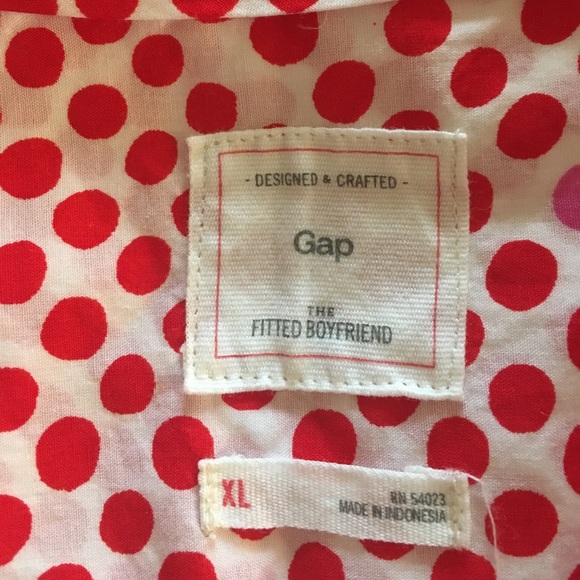 - DESIGNED & CRAFTED -
Gap
THE
FITTED BOYFRIEND
XL
RN 54023
MADE IN INDONESIA